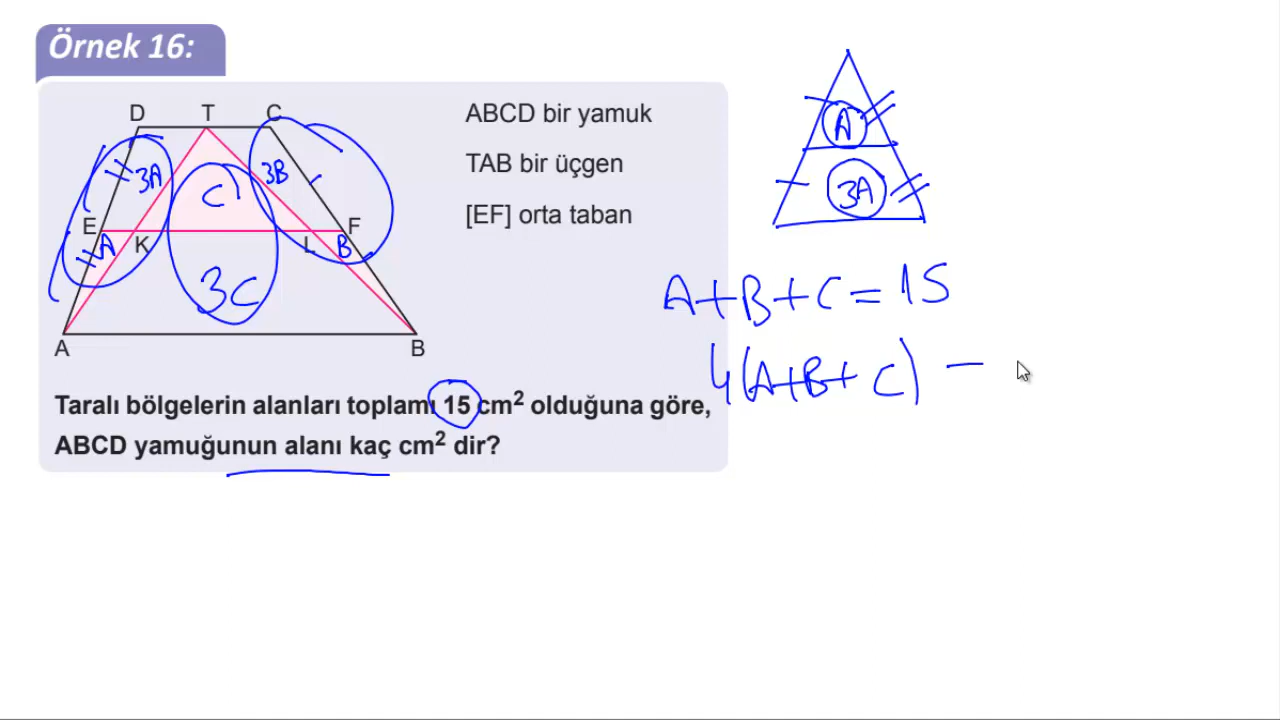 Örnek 16:
D T C
3A C 3B
E K L F
A B
3C
A B
ABCD bir yamuk
TAB bir üçgen
[EF] orta taban
Taralı bölgelerin alanları toplamı 15 cm² olduğuna göre,
ABCD yamuğunun alanı kaç cm² dir?
A
3A
A+B+C=15
4(A+B+C) =